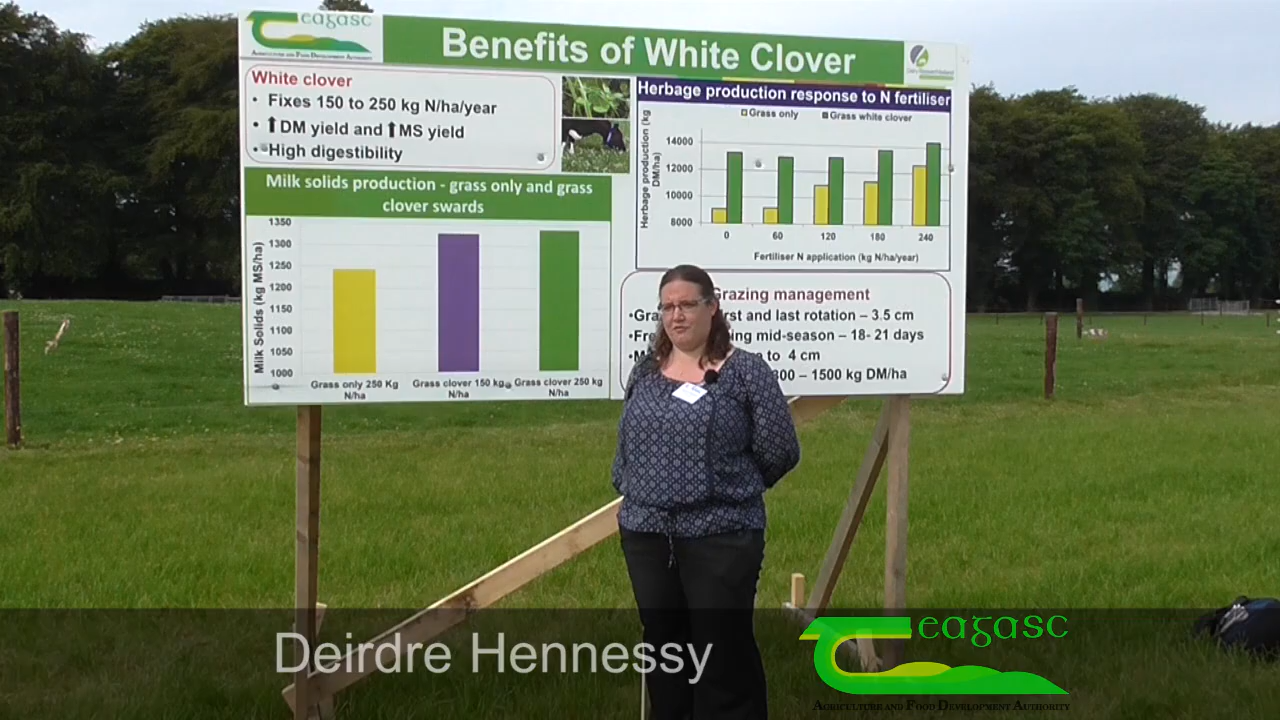 Teagasc
Agriculture and Food Development Authority
Benefits of White Clover
White clover
• Fixes 150 to 250 kg N/ha/year
• ⬆DM yield and ⬆MS yield
• High digestibility
Milk solids production - grass only and grass
clover swards
Milk Solids (kg MS/ha)
1350
1300
1250
1200
1150
1100
1050
1000
Grass only 250 Kg
N/ha
Grass clover 150 kg
N/ha
Grass clover 250 kg
N/ha
Herbage production response to N fertiliser
Grass only
Grass white clover
Herbage production (kg
DM/ha)
14000
12000
10000
8000
0 60 120 180 240
Fertiliser N application (kg N/ha/year)
Grazing management
•Gra rst and last rotation – 3.5 cm
•Fre ing mid-season – 18- 21 days
to 4 cm
300 – 1500 kg DM/ha
Deirdre Hennessy
Teagasc
Agriculture and Food Development Authority